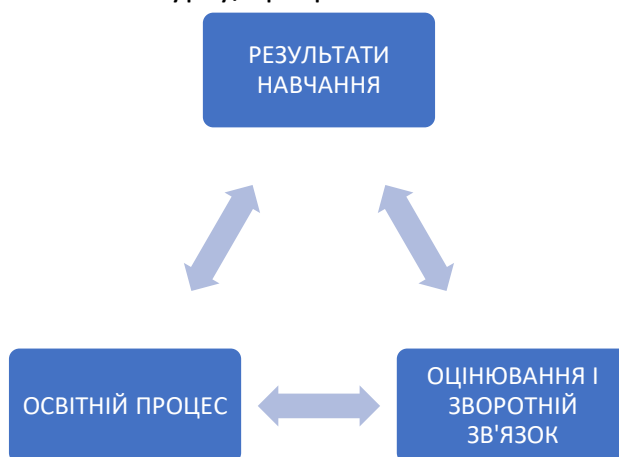 РЕЗУЛЬТАТИ
НАВЧАННЯ
ОСВІТНІЙ ПРОЦЕС
ОЦІНЮВАННЯ І
ЗВОРОТНІЙ
ЗВ'ЯЗОК